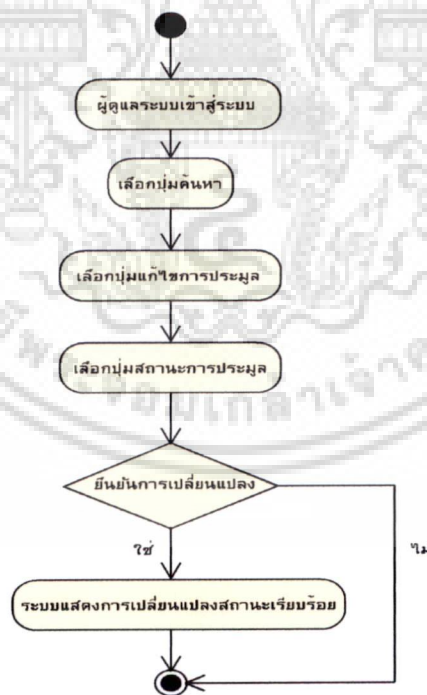 ผู้ดูแลระบบเข้าสู่ระบบ
เลือกปุ่มค้นหา
เลือกปุ่มแก้ไขการประมูล
เลือกปุ่มสถานะการประมูล
ยืนยันการเปลี่ยนแปลง
ใช่
ระบบแสดงการเปลี่ยนแปลงสถานะเรียบร้อย